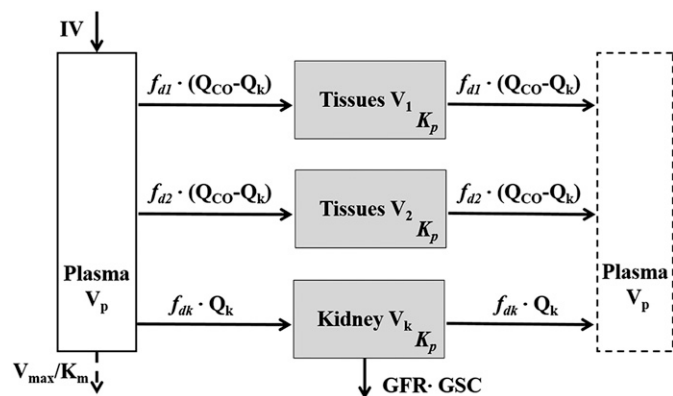 IV
f_d1 · (Q_CO-Q_k)
Tissues V_1
K_p
f_d1 · (Q_CO-Q_k)
f_d2 · (Q_CO-Q_k)
Tissues V_2
K_p
f_d2 · (Q_CO-Q_k)
Plasma
V_p
f_dk · Q_k
Kidney V_k
K_p
f_dk · Q_k
Plasma
V_p
V_max/K_m
GFR· GSC